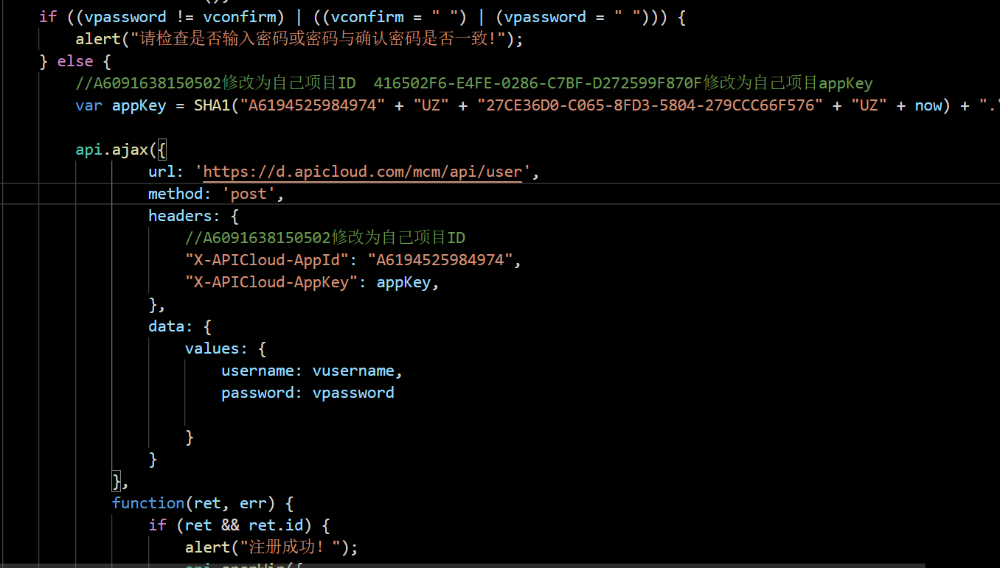 if ((vpassword != vconfirm) | ((vconfirm = " ") | (vpassword = " "))) {
alert("请检查是否输入密码或密码与确认密码是否一致!");
} else {
//A6091638150502修改为自己项目ID  416502F6-E4FE-0286-C7BF-D272599F870F修改为自己项目appKey
var appKey = SHA1("A6194525984974" + "UZ" + "27CE36D0-C065-8FD3-5804-279CCC66F576" + "UZ" + now) + ".
api.ajax({
url: 'https://d.apicloud.com/mcm/api/user',
method: 'post',
headers: {
//A6091638150502修改为自己项目ID
"X-APICloud-AppId": "A6194525984974",
"X-APICloud-AppKey": appKey,
},
data: {
values: {
username: vusername,
password: vpassword
}
}
},
function(ret, err) {
if (ret && ret.id) {
alert("注册成功! ");